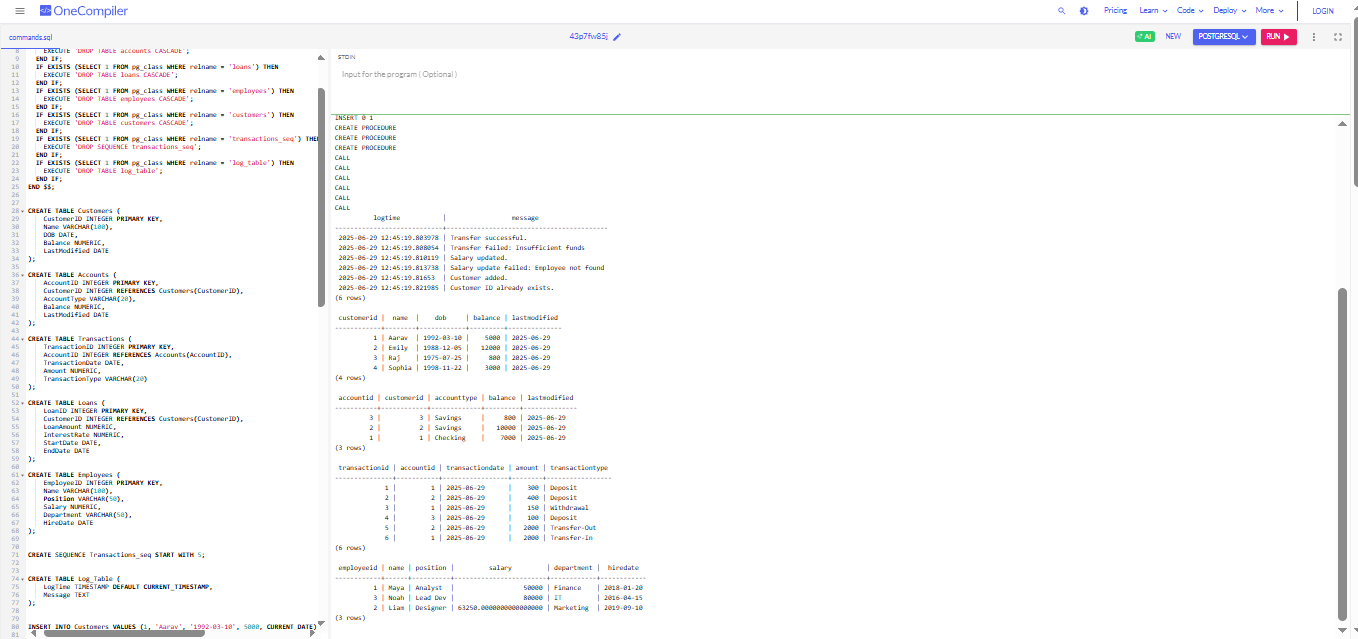 OneCompiler
Pricing Learn Code Deploy More LOGIN
commands.sql 43p7fw85j AI NEW POSTGRESQL RUN
8 EXECUTE 'DROP TABLE accounts CASCADE';
9 END IF;
10 IF EXISTS (SELECT 1 FROM pg_class WHERE relname = 'loans') THEN
11 EXECUTE 'DROP TABLE loans CASCADE';
12 END IF;
13 IF EXISTS (SELECT 1 FROM pg_class WHERE relname = 'employees') THEN
14 EXECUTE 'DROP TABLE employees CASCADE';
15 END IF;
16 IF EXISTS (SELECT 1 FROM pg_class WHERE relname = 'customers') THEN
17 EXECUTE 'DROP TABLE customers CASCADE';
18 END IF;
19 IF EXISTS (SELECT 1 FROM pg_class WHERE relname = 'transactions_seq') THEN
20 EXECUTE 'DROP SEQUENCE transactions_seq';
21 END IF;
22 IF EXISTS (SELECT 1 FROM pg_class WHERE relname = 'log_table') THEN
23 EXECUTE 'DROP TABLE log_table';
24 END IF;
25 END $$;
26
27
28 CREATE TABLE Customers (
29 CustomerID INTEGER PRIMARY KEY,
30 Name VARCHAR(100),
31 DOB DATE,
32 Balance NUMERIC,
33 LastModified DATE
34 );
35
36 CREATE TABLE Accounts (
37 AccountID INTEGER PRIMARY KEY,
38 CustomerID INTEGER REFERENCES Customers(CustomerID),
39 AccountType VARCHAR(20),
40 Balance NUMERIC,
41 LastModified DATE
42 );
43
44 CREATE TABLE Transactions (
45 TransactionID INTEGER PRIMARY KEY,
46 AccountID INTEGER REFERENCES Accounts(AccountID),
47 TransactionDate DATE,
48 Amount NUMERIC,
49 TransactionType VARCHAR(20)
50 );
51
52 CREATE TABLE Loans (
53 LoanID INTEGER PRIMARY KEY,
54 CustomerID INTEGER REFERENCES Customers(CustomerID),
55 LoanAmount NUMERIC,
56 InterestRate NUMERIC,
57 StartDate DATE,
58 EndDate DATE
59 );
60
61 CREATE TABLE Employees (
62 EmployeeID INTEGER PRIMARY KEY,
63 Name VARCHAR(100),
64 Position VARCHAR(50),
65 Salary NUMERIC,
66 Department VARCHAR(50),
67 HireDate DATE
68 );
69
70
71 CREATE SEQUENCE Transactions_seq START WITH 5;
72
73
74 CREATE TABLE Log_Table (
75 LogTime TIMESTAMP DEFAULT CURRENT_TIMESTAMP,
76 Message TEXT
77 );
78
79
80 INSERT INTO Customers VALUES (1, 'Aarav', '1992-03-10', 5000, CURRENT_DATE)
81
STDIN
Input for the program ( Optional )
INSERT 0 1
CREATE PROCEDURE
CREATE PROCEDURE
CREATE PROCEDURE
CALL
CALL
CALL
CALL
CALL
CALL
logtime | message
----------------------------+----------------------------------------
2025-06-29 12:45:19.803978 | Transfer successful.
2025-06-29 12:45:19.808054 | Transfer failed: Insufficient funds
2025-06-29 12:45:19.810119 | Salary updated.
2025-06-29 12:45:19.813738 | Salary update failed: Employee not found
2025-06-29 12:45:19.81653 | Customer added.
2025-06-29 12:45:19.821985 | Customer ID already exists.
(6 rows)
customerid | name | dob | balance | lastmodified
------------+--------+------------+---------+--------------
1 | Aarav | 1992-03-10 | 5000 | 2025-06-29
2 | Emily | 1988-12-05 | 12000 | 2025-06-29
3 | Raj | 1975-07-25 | 800 | 2025-06-29
4 | Sophia | 1998-11-22 | 3000 | 2025-06-29
(4 rows)
accountid | customerid | accounttype | balance | lastmodified
-----------+------------+-------------+---------+--------------
3 | 3 | Savings | 800 | 2025-06-29
2 | 2 | Savings | 10000 | 2025-06-29
1 | 1 | Checking | 7000 | 2025-06-29
(3 rows)
transactionid | accountid | transactiondate | amount | transactiontype
---------------+-----------+-----------------+--------+-----------------
1 | 1 | 2025-06-29 | 300 | Deposit
2 | 2 | 2025-06-29 | 400 | Deposit
3 | 1 | 2025-06-29 | 150 | Withdrawal
4 | 3 | 2025-06-29 | 100 | Deposit
5 | 2 | 2025-06-29 | 2000 | Transfer-Out
6 | 1 | 2025-06-29 | 2000 | Transfer-In
(6 rows)
employeeid | name | position | salary | department | hiredate
------------+------+----------+------------------------+------------+------------
1 | Maya | Analyst | 50000 | Finance | 2018-01-20
3 | Noah | Lead Dev | 80000 | IT | 2016-04-15
2 | Liam | Designer | 63250.0000000000000000 | Marketing | 2019-09-10
(3 rows)